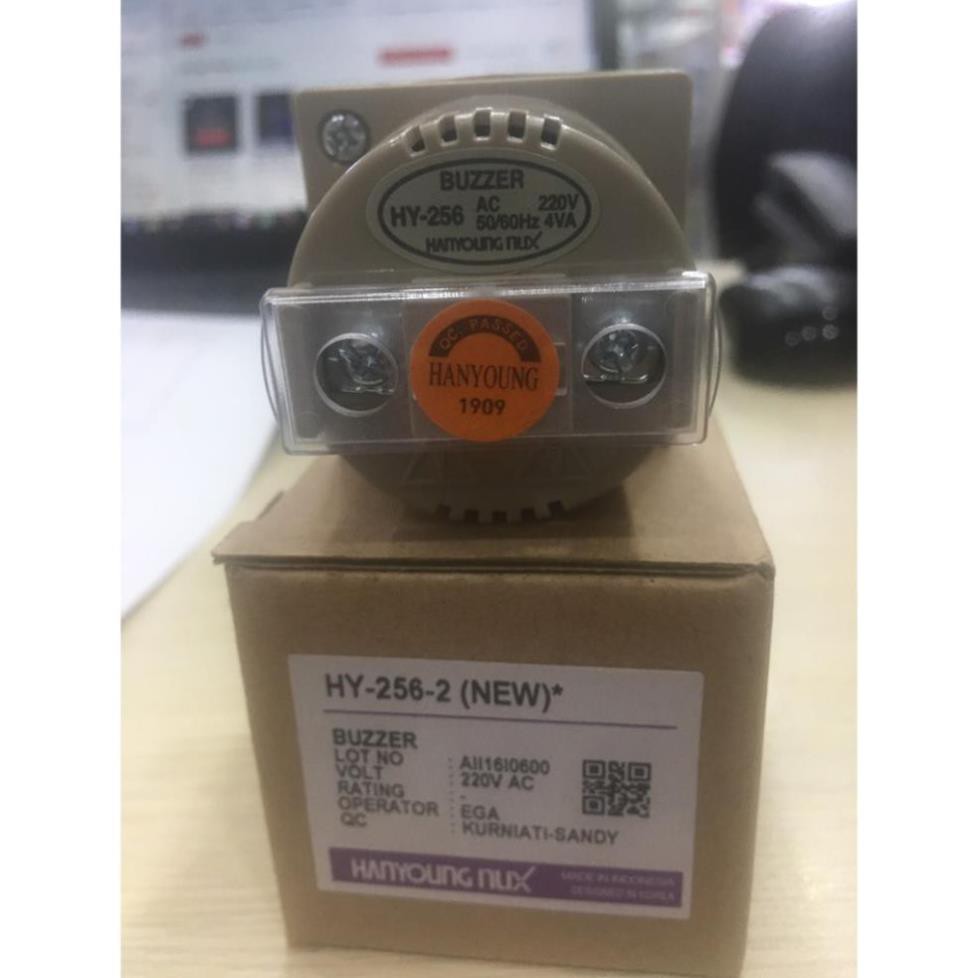 BUZZER
HY-256 AC 220V
50/60Hz 4VA
HANYOUNG NUX
QC. PASSED
HANYOUNG
1909
HY-256-2 (NEW)*
BUZZER
LOT NO : AII16I0600
VOLT : 220V AC
RATING : -
OPERATOR : EGA
QC : KURNIATI-SANDY
HANYOUNG NUX
MADE IN INDONESIA
DESIGNED IN KOREA